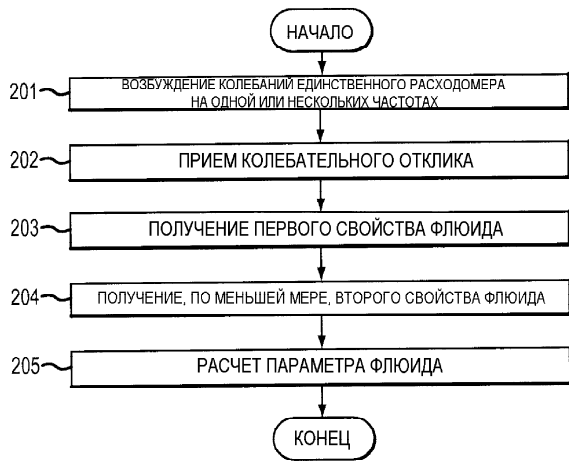 НАЧАЛО
201
ВОЗБУЖДЕНИЕ КОЛЕБАНИЙ ЕДИНСТВЕННОГО РАСХОДОМЕРА
НА ОДНОЙ ИЛИ НЕСКОЛЬКИХ ЧАСТОТАХ
202
ПРИЕМ КОЛЕБАТЕЛЬНОГО ОТКЛИКА
203
ПОЛУЧЕНИЕ ПЕРВОГО СВОЙСТВА ФЛЮИДА
204
ПОЛУЧЕНИЕ, ПО МЕНЬШЕЙ МЕРЕ, ВТОРОГО СВОЙСТВА ФЛЮИДА
205
РАСЧЕТ ПАРАМЕТРА ФЛЮИДА
КОНЕЦ